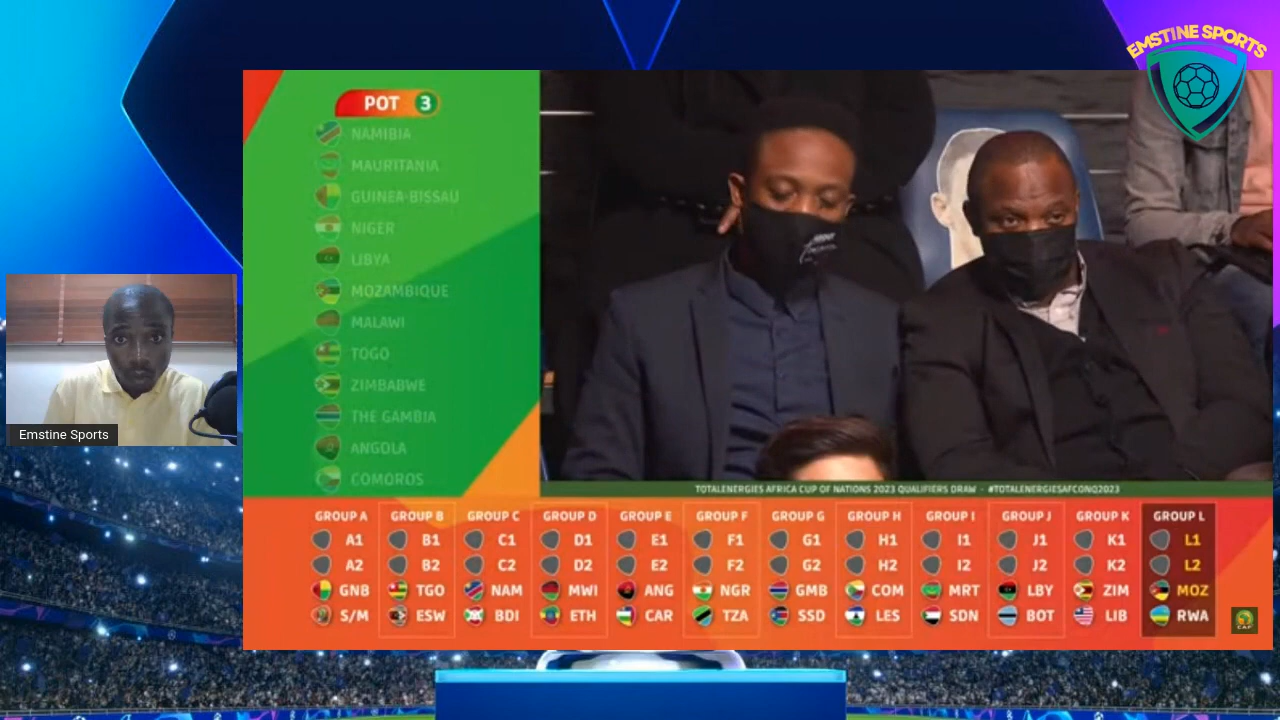 EMSTINE SPORTS
POT 3
NAMIBIA
MAURITANIA
GUINEA-BISSAU
NIGER
LIBYA
MOZAMBIQUE
MALAWI
TOGO
ZIMBABWE
THE GAMBIA
ANGOLA
COMOROS
Emstine Sports
TOTALENERGIES AFRICA CUP OF NATIONS 2023 QUALIFIERS DRAW - #TOTALENERGIESAFCONQ2023
GROUP A GROUP B GROUP C GROUP D GROUP E GROUP F GROUP G GROUP H GROUP I GROUP J GROUP K GROUP L
A1 B1 C1 D1 E1 F1 G1 H1 I1 J1 K1 L1
A2 B2 C2 D2 E2 F2 G2 H2 I2 J2 K2 L2
GNB TGO NAM MWI ANG NGR GMB COM MRT LBY ZIM MOZ
S/M ESW BDI ETH CAR TZA SSD LES SDN BOT LIB RWA
CAF